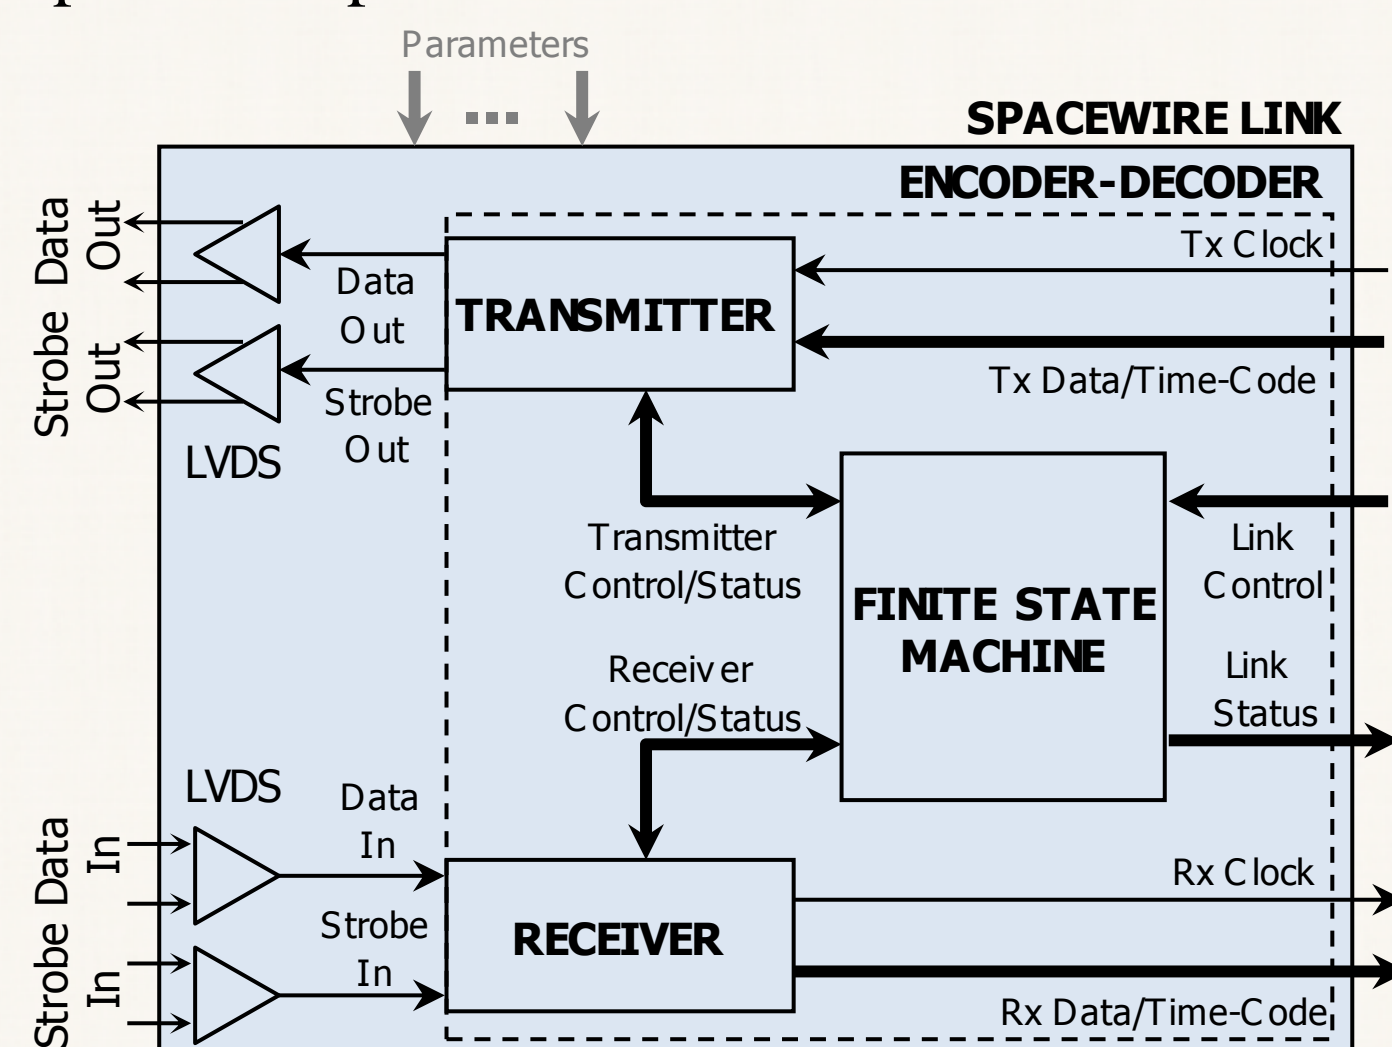 Parameters
SPACEWIRE LINK
ENCODER-DECODER
Data
Out
Strobe
Out
Tx Clock
Data
Out
TRANSMITTER
Strobe
Out
Tx Data/Time-Code
LVDS
Transmitter
Control/Status
Link
Control
FINITE STATE
MACHINE
Receiver
Control/Status
Link
Status
LVDS
Data
In
Data
In
Rx Clock
Strobe
In
RECEIVER
Strobe
In
Rx Data/Time-Code